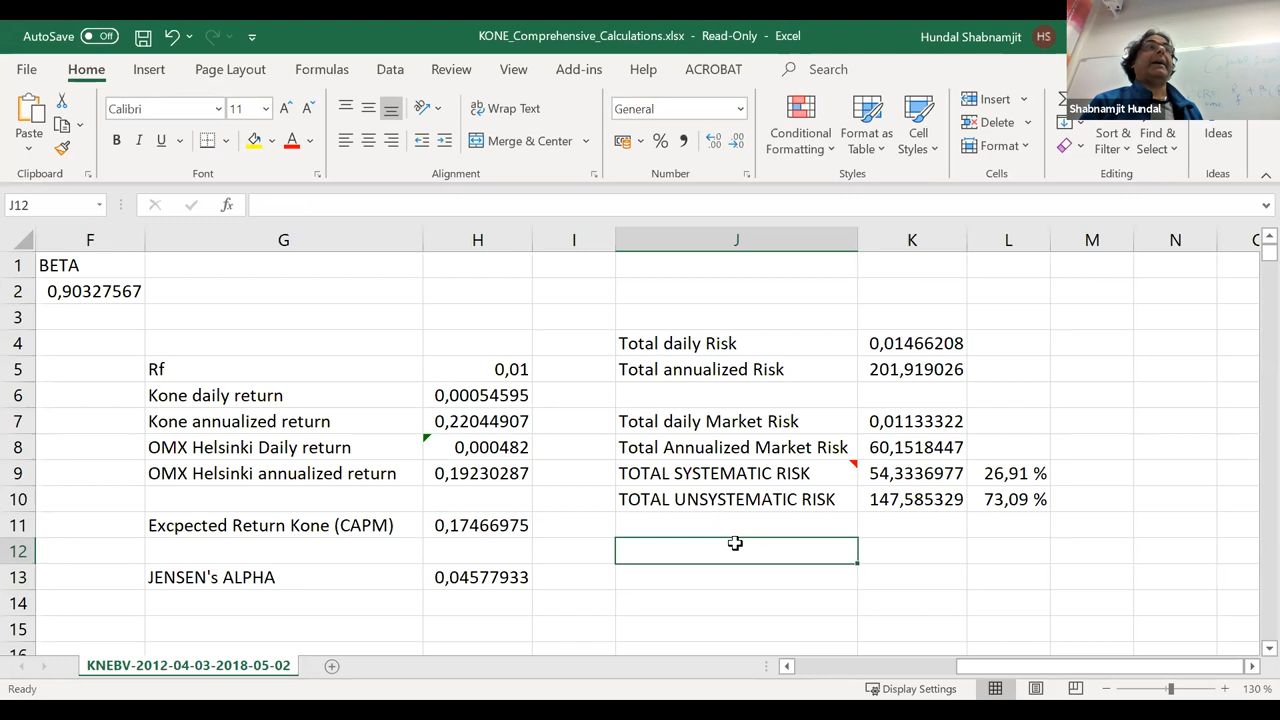 AutoSave Off KONE_Comprehensive_Calculations.xlsx - Read-Only - Excel Hundal Shabnamjit HS
File Home Insert Page Layout Formulas Data Review View Add-ins Help ACROBAT Search
Shabnamjit Hundal
Paste Calibri 11 A A Wrap Text General Conditional Formatting Format as Table Cell Styles Insert Sort & Filter Find & Select Ideas
B I U A Merge & Center % Delete
Format
Clipboard Font Alignment Number Styles Cells Editing Ideas
J12 fx
F G H I J K L M N
1 BETA
2 0,90327567
3
4 Total daily Risk 0,01466208
5 Rf 0,01 Total annualized Risk 201,919026
6 Kone daily return 0,00054595
7 Kone annualized return 0,22044907 Total daily Market Risk 0,01133322
8 OMX Helsinki Daily return 0,000482 Total Annualized Market Risk 60,1518447
9 OMX Helsinki annualized return 0,19230287 TOTAL SYSTEMATIC RISK 54,3336977 26,91 %
10 TOTAL UNSYSTEMATIC RISK 147,585329 73,09 %
11 Excpected Return Kone (CAPM) 0,17466975
12
13 JENSEN's ALPHA 0,04577933
14
15
16
KNEBV-2012-04-03-2018-05-02
Ready Display Settings 130 %